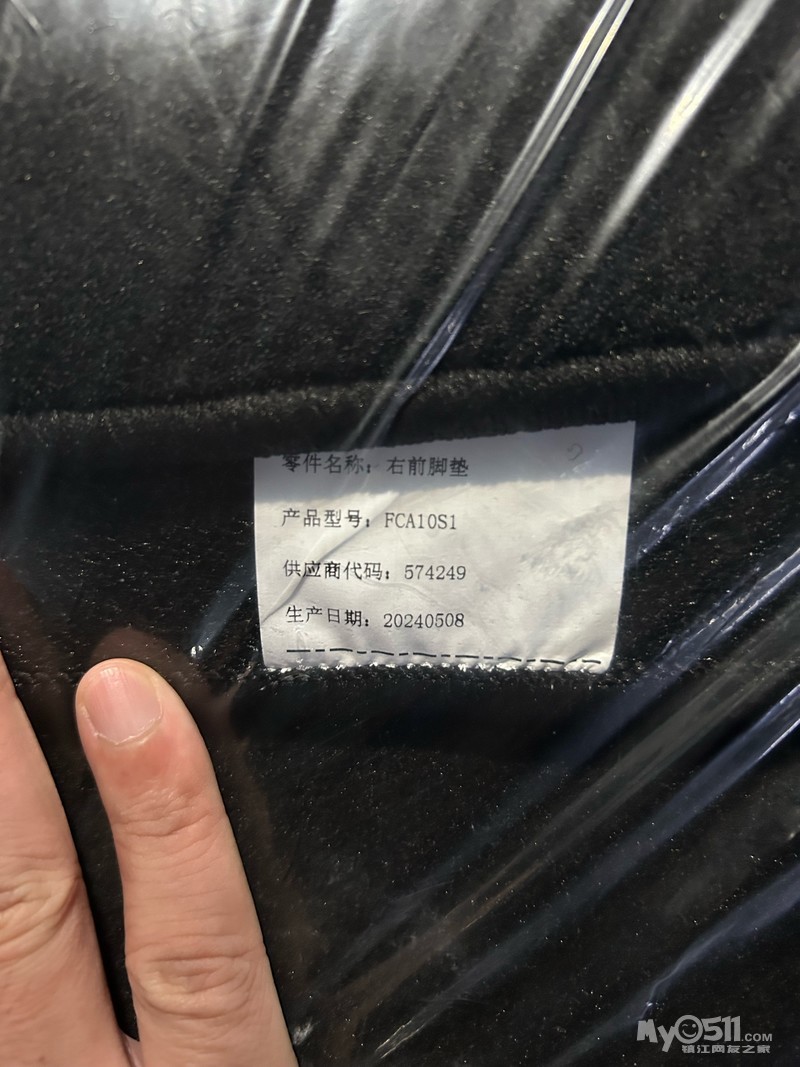 零件名称：右前脚垫
2
产品型号：FCA10S1
供应商代码：574249
生产日期：20240508
My0511.COM
镇江网友之家